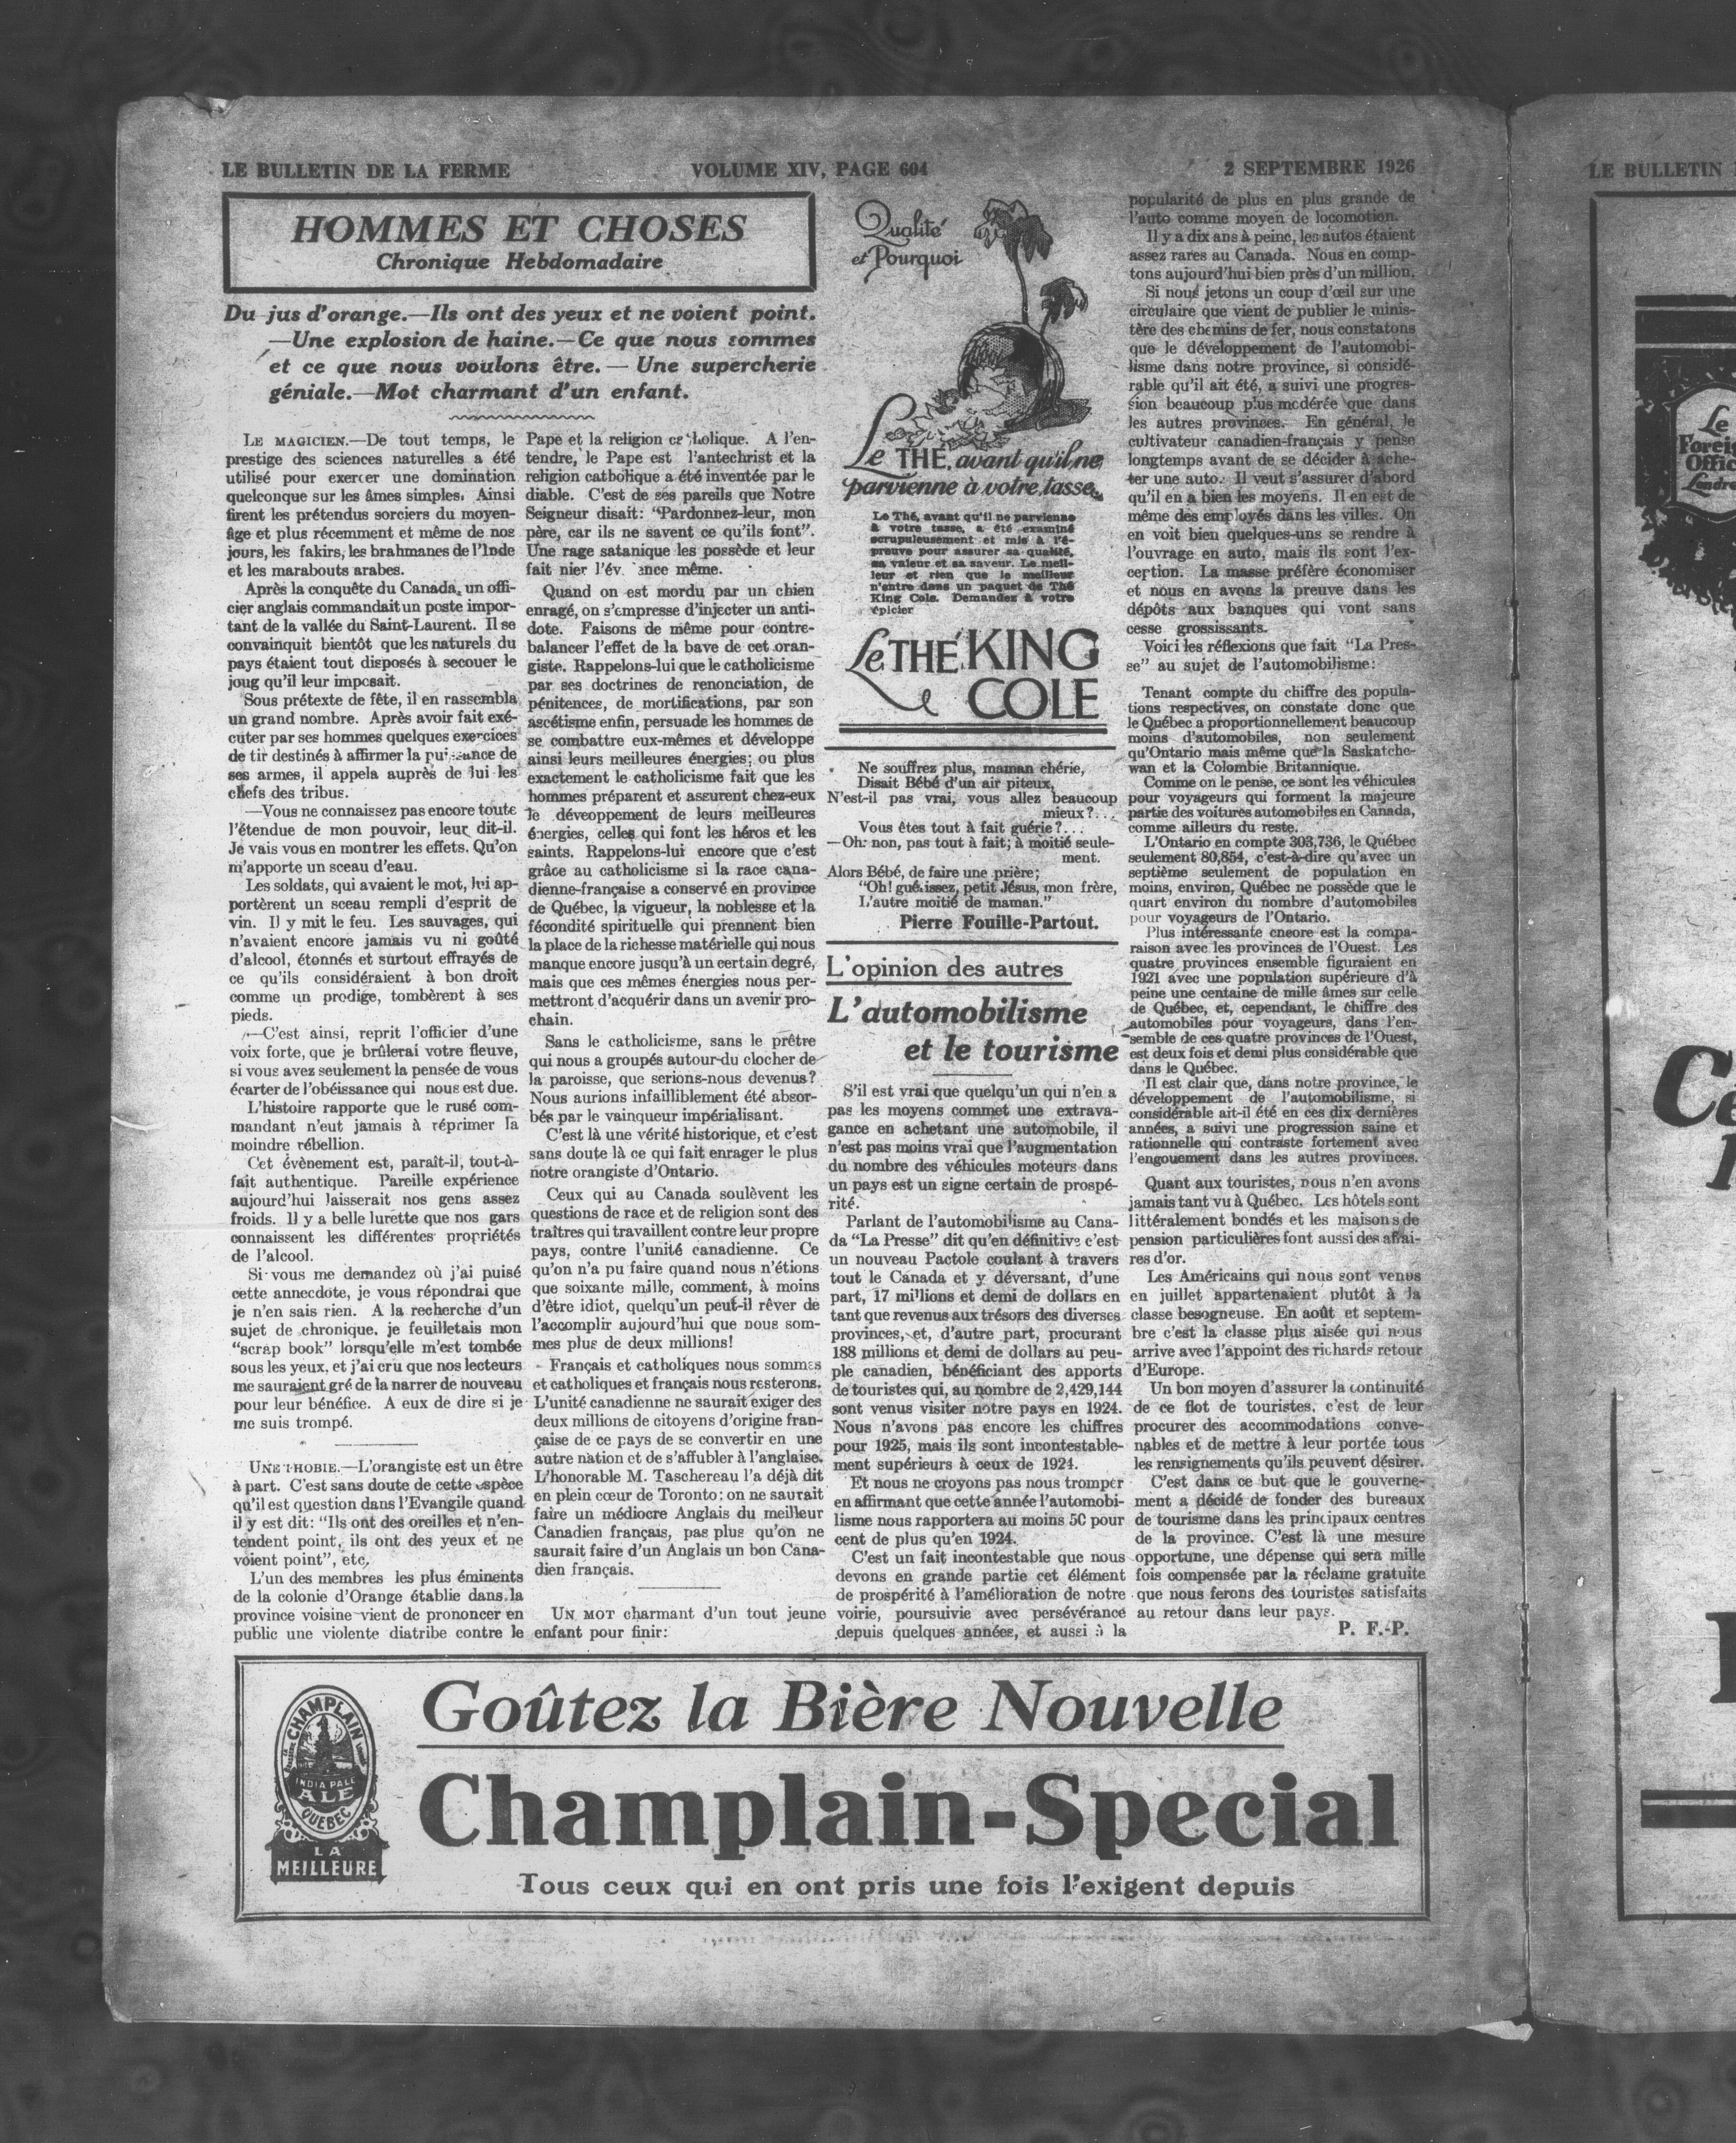 LE BULLETIN DE LA FERME
VOLUME XIV, PAGE 604
2 SEPTEMBRE 1926
HOMMES ET CHOSES
Chronique Hebdomadaire
Du jus d'orange.—Ils ont des yeux et ne voient point.
—Une explosion de haine.—Ce que nous sommes
et ce que nous voulons être.— Une supercherie
géniale.—Mot charmant d'un enfant.
LE MAGICIEN.—De tout temps, le
prestige des sciences naturelles a été
utilisé pour exercer une domination
quelconque sur les âmes simples. Ainsi
firent les prétendus sorciers du moyen-
âge et plus récemment et même de nos
jours, les fakirs, les brahmanes de l'Inde
et les marabouts arabes.
Après la conquête du Canada, un offi-
cier anglais commandait un poste impor-
tant de la vallée du Saint-Laurent. Il se
convainquit bientôt que les naturels du
pays étaient tout disposés à secouer le
joug qu'il leur imposait.
Sous prétexte de fête, il en rassembla
un grand nombre. Après avoir fait exé-
cuter par ses hommes quelques exercices
de tir destinés à affirmer la puissance de
ses armes, il appela auprès de lui les
chefs des tribus.
—Vous ne connaissez pas encore toute
l'étendue de mon pouvoir, leur dit-il.
Je vais vous en montrer les effets. Qu'on
m'apporte un sceau d'eau.
Les soldats, qui avaient le mot, lui ap-
portèrent un sceau rempli d'esprit de
vin. Il y mit le feu. Les sauvages, qui
n'avaient encore jamais vu ni goûté
d'alcool, étonnés et surtout effrayés de
ce qu'ils considéraient à bon droit
comme un prodige, tombèrent à ses
pieds.
—C'est ainsi, reprit l'officier d'une
voix forte, que je brûlerai votre fleuve,
si vous avez seulement la pensée de vous
écarter de l'obéissance qui nous est due.
L'histoire rapporte que le rusé com-
mandant n'eut jamais à réprimer la
moindre rébellion.
Cet évènement est, paraît-il, tout-à-
fait authentique. Pareille expérience
aujourd'hui laisserait nos gens assez
froids. Il y a belle lurette que nos gars
connaissent les différentes propriétés
de l'alcool.
Si vous me demandez où j'ai puisé
cette annecdote, je vous répondrai que
je n'en sais rien. A la recherche d'un
sujet de chronique, je feuilletais mon
"scrap book" lorsqu'elle m'est tombée
sous les yeux, et j'ai cru que nos lecteurs
me sauraient gré de la narrer de nouveau
pour leur bénéfice. A eux de dire si je
me suis trompé.
UNE PHOBIE.—L'orangiste est un être
à part. C'est sans doute de cette espèce
qu'il est question dans l'Evangile quand
il y est dit: "Ils ont des oreilles et n'en-
tendent point, ils ont des yeux et ne
voient point", etc.
L'un des membres les plus éminents
de la colonie d'Orange établie dans la
province voisine vient de prononcer en
public une violente diatribe contre le
Pape et la religion catholique. A l'en-
tendre, le Pape est l'antechrist et la
religion catholique a été inventée par le
diable. C'est de ses pareils que Notre
Seigneur disait: "Pardonnez-leur, mon
père, car ils ne savent ce qu'ils font".
Une rage satanique les possède et leur
fait nier l'év ance même.
Quand on est mordu par un chien
enragé, on s'empresse d'injecter un anti-
dote. Faisons de même pour contre-
balancer l'effet de la bave de cet oran-
giste. Rappelons-lui que le catholicisme
par ses doctrines de renonciation, de
pénitences, de mortifications, par son
ascétisme enfin, persuade les hommes de
se combattre eux-mêmes et développe
ainsi leurs meilleures énergies; ou plus
exactement le catholicisme fait que les
hommes préparent et assurent chez-eux
le déveoppement de leurs meilleures
énergies, celles qui font les héros et les
saints. Rappelons-lui encore que c'est
grâce au catholicisme si la race cana-
dienne-française a conservé en province
de Québec, la vigueur, la noblesse et la
fécondité spirituelle qui prennent bien
la place de la richesse matérielle qui nous
manque encore jusqu'à un certain degré,
mais que ces mêmes énergies nous per-
mettront d'acquérir dans un avenir pro-
chain.
Sans le catholicisme, sans le prêtre
qui nous a groupés autour du clocher de
la paroisse, que serions-nous devenus?
Nous aurions infailliblement été absor-
bés par le vainqueur impérialisant.
C'est là une vérité historique, et c'est
sans doute là ce qui fait enrager le plus
notre orangiste d'Ontario.
Ceux qui au Canada soulèvent les
questions de race et de religion sont des
traîtres qui travaillent contre leur propre
pays, contre l'unité canadienne. Ce
qu'on n'a pu faire quand nous n'étions
que soixante mille, comment, à moins
d'être idiot, quelqu'un peut-il rêver de
l'accomplir aujourd'hui que nous som-
mes plus de deux millions!
Français et catholiques nous sommes
et catholiques et français nous resterons.
L'unité canadienne ne saurait exiger des
deux millions de citoyens d'origine fran-
çaise de ce pays de se convertir en une
autre nation et de s'affubler à l'anglaise.
L'honorable M. Taschereau l'a déjà dit
en plein cœur de Toronto: on ne saurait
faire un médiocre Anglais du meilleur
Canadien français, pas plus qu'on ne
saurait faire d'un Anglais un bon Cana-
dien français.
UN MOT charmant d'un tout jeune
enfant pour finir:
Qualité
et Pourquoi
Le THÉ, avant qu'il ne
parvienne à votre tasse
Le Thé, avant qu'il ne parvienne
à votre tasse, a été examiné
scrupuleusement et mis à l'é-
preuve pour assurer sa qualité,
sa valeur et sa saveur. Le meil-
leur et rien que le meilleur
n'entre dans un paquet de Thé
King Cole. Demandez à votre
épicier
Le THÉ KING
COLE
Ne souffrez plus, maman chérie,
Disait Bébé d'un air piteux,
N'est-il pas vrai, vous allez beaucoup
mieux?...
Vous êtes tout à fait guérie?...
—Oh: non, pas tout à fait; à moitié seule-
ment.
Alors Bébé, de faire une prière;
"Oh! guérissez, petit Jésus, mon frère,
L'autre moitié de maman."
Pierre Fouille-Partout.
L'opinion des autres
L'automobilisme
et le tourisme
S'il est vrai que quelqu'un qui n'en a
pas les moyens commet une extrava-
gance en achetant une automobile, il
n'est pas moins vrai que l'augmentation
du nombre des véhicules moteurs dans
un pays est un signe certain de prospé-
rité.
Parlant de l'automobilisme au Cana-
da "La Presse" dit qu'en définitive c'est
un nouveau Pactole coulant à travers
tout le Canada et y déversant, d'une
part, 17 millions et demi de dollars en
tant que revenus aux trésors des diverses
provinces, et, d'autre part, procurant
188 millions et demi de dollars au peu-
ple canadien, bénéficiant des apports
de touristes qui, au nombre de 2,429,144
sont venus visiter notre pays en 1924.
Nous n'avons pas encore les chiffres
pour 1925, mais ils sont incontestable-
ment supérieurs à ceux de 1924.
Et nous ne croyons pas nous tromper
en affirmant que cette année l'automobi-
lisme nous rapportera au moins 50 pour
cent de plus qu'en 1924.
C'est un fait incontestable que nous
devons en grande partie cet élément
de prospérité à l'amélioration de notre
voirie, poursuivie avec persévérance
depuis quelques années, et aussi à la
popularité de plus en plus grande de
l'auto comme moyen de locomotion.
Il y a dix ans à peine, les autos étaient
assez rares au Canada. Nous en comp-
tons aujourd'hui bien près d'un million.
Si nous jetons un coup d'œil sur une
circulaire que vient de publier le minis-
tère des chemins de fer, nous constatons
que le développement de l'automobi-
lisme dans notre province, si considé-
rable qu'il ait été, a suivi une progres-
sion beaucoup plus modérée que dans
les autres provinces. En général, le
cultivateur canadien-français y pense
longtemps avant de se décider à ache-
ter une auto. Il veut s'assurer d'abord
qu'il en a bien les moyens. Il en est de
même des employés dans les villes. On
en voit bien quelques-uns se rendre à
l'ouvrage en auto, mais ils sont l'ex-
ception. La masse préfère économiser
et nous en avons la preuve dans les
dépôts aux banques qui vont sans
cesse grossissants.
Voici les réflexions que fait "La Pres-
se" au sujet de l'automobilisme:
Tenant compte du chiffre des popula-
tions respectives, on constate donc que
le Québec a proportionnellement beaucoup
moins d'automobiles, non seulement
qu'Ontario mais même que la Saskatche-
wan et la Colombie Britannique.
Comme on le pense, ce sont les véhicules
pour voyageurs qui forment la majeure
partie des voitures automobiles en Canada,
comme ailleurs du reste.
L'Ontario en compte 303,736, le Québec
seulement 80,854, c'est-à-dire qu'avec un
septième seulement de population en
moins, environ, Québec ne possède que le
quart environ du nombre d'automobiles
pour voyageurs de l'Ontario.
Plus intéressante encore est la compa-
raison avec les provinces de l'Ouest. Les
quatre provinces ensemble figuraient en
1921 avec une population supérieure d'à
peine une centaine de mille âmes sur celle
de Québec, et, cependant, le chiffre des
automobiles pour voyageurs, dans l'en-
semble de ces quatre provinces de l'Ouest,
est deux fois et demi plus considérable que
dans le Québec.
Il est clair que, dans notre province, le
développement de l'automobilisme, si
considérable ait-il été en ces dix dernières
années, a suivi une progression saine et
rationnelle qui contraste fortement avec
l'engouement dans les autres provinces.
Quant aux touristes, nous n'en avons
jamais tant vu à Québec. Les hôtels sont
littéralement bondés et les maisons de
pension particulières font aussi des affai-
res d'or.
Les Américains qui nous sont venus
en juillet appartenaient plutôt à la
classe besogneuse. En août et septem-
bre c'est la classe plus aisée qui nous
arrive avec l'appoint des richards retour
d'Europe.
Un bon moyen d'assurer la continuité
de ce flot de touristes, c'est de leur
procurer des accommodations conve-
nables et de mettre à leur portée tous
les renseignements qu'ils peuvent désirer.
C'est dans ce but que le gouverne-
ment a décidé de fonder des bureaux
de tourisme dans les principaux centres
de la province. C'est là une mesure
opportune, une dépense qui sera mille
fois compensée par la réclame gratuite
que nous ferons des touristes satisfaits
au retour dans leur pays.
P. F.-P.
CHAMPLAIN
INDIA PALE
ALE
QUEBEC
LA
MEILLEURE
Goûtez la Bière Nouvelle
Champlain-Special
Tous ceux qui en ont pris une fois l'exigent depuis
LE BULLETIN
Le
Foreig
Offic
Londre
Ce